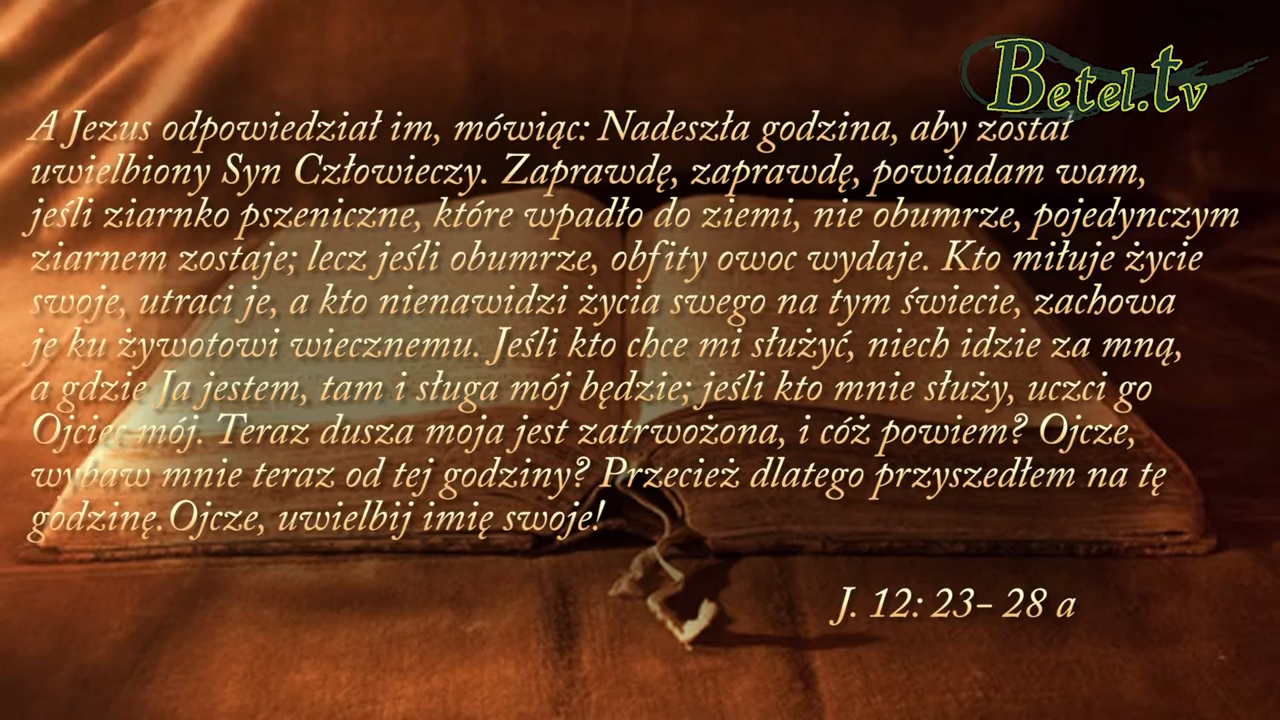 Betel.tv
A Jezus odpowiedział im, mówiąc: Nadeszła godzina, aby został
uwielbiony Syn Człowieczy. Zaprawdę, zaprawdę, powiadam wam,
jeśli ziarnko pszeniczne, które wpadło do ziemi, nie obumrze, pojedynczym
ziarnem zostaje; lecz jeśli obumrze, obfity owoc wydaje. Kto miłuje życie
swoje, utraci je, a kto nienawidzi życia swego na tym świecie, zachowa
je ku żywotowi wiecznemu. Jeśli kto chce mi służyć, niech idzie za mną,
a gdzie Ja jestem, tam i sługa mój będzie; jeśli kto mnie służy, uczci go
Ojciec mój. Teraz dusza moja jest zatrwożona, i cóż powiem? Ojcze,
wybaw mnie teraz od tej godziny? Przecież dlatego przyszedłem na tę
godzinę.Ojcze, uwielbij imię swoje!
J. 12: 23- 28 a